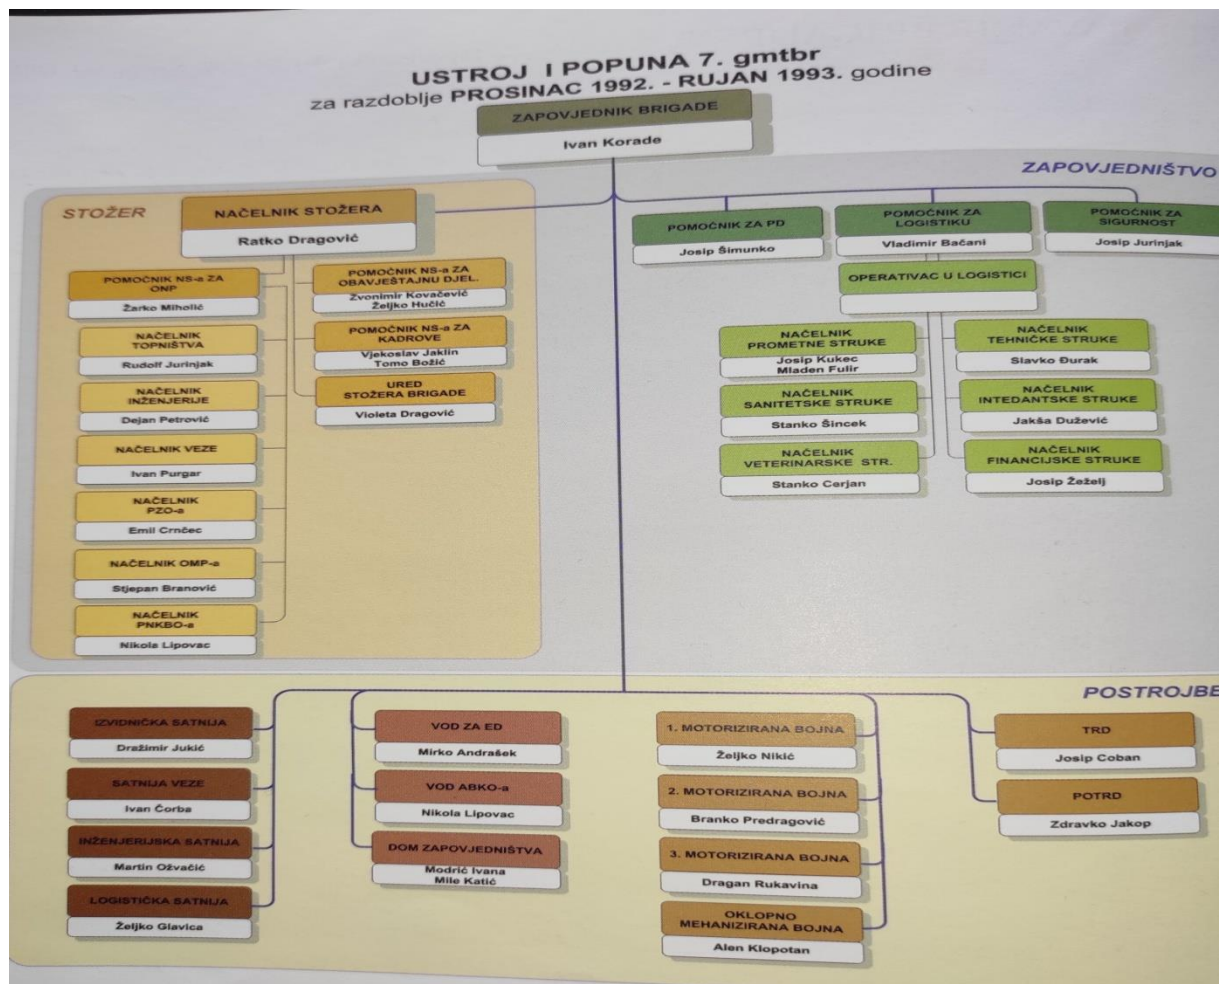 USTROJ I POPUNA 7. gmtbr
za razdoblje PROSINAC 1992. - RUJAN 1993. godine
ZAPOVJEDNIK BRIGADE
Ivan Korade
ZAPOVJEDNIŠTVO
STOŽER
NAČELNIK STOŽERA
Ratko Dragović
POMOĆNIK NS-a ZA
ONP
Žarko Miholić
NAČELNIK
TOPNIŠTVA
Rudolf Jurinjak
NAČELNIK
INŽENJERIJE
Dejan Petrović
NAČELNIK VEZE
Ivan Purgar
NAČELNIK
PZO-a
Emil Crnčec
NAČELNIK OMP-a
Stjepan Branović
NAČELNIK
PNKBO-a
Nikola Lipovac
POMOĆNIK NS-a ZA
OBAVJEŠTAJNU DJEL.
Zvonimir Kovačević
Željko Hučić
POMOĆNIK NS-a ZA
KADROVE
Vjekoslav Jaklin
Tomo Božić
URED
STOŽERA BRIGADE
Violeta Dragović
POMOĆNIK ZA PD
Josip Šimunko
POMOĆNIK ZA
LOGISTIKU
Vladimir Bačani
POMOĆNIK ZA
SIGURNOST
Josip Jurinjak
OPERATIVAC U LOGISTICI
NAČELNIK
PROMETNE STRUKE
Josip Kukec
Mladen Fulir
NAČELNIK
SANITETSKE STRUKE
Stanko Šincek
NAČELNIK
VETERINARSKE STR.
Stanko Cerjan
NAČELNIK
TEHNIČKE STRUKE
Slavko Đurak
NAČELNIK
INTEDANTSKE STRUKE
Jakša Dužević
NAČELNIK
FINANCIJSKE STRUKE
Josip Žeželj
POSTROJBE
IZVIDNIČKA SATNIJA
Dražimir Jukić
SATNIJA VEZE
Ivan Čorba
INŽENJERIJSKA SATNIJA
Martin Ožvačić
LOGISTIČKA SATNIJA
Željko Glavica
VOD ZA ED
Mirko Andrašek
VOD ABKO-a
Nikola Lipovac
DOM ZAPOVJEDNIŠTVA
Modrić Ivana
Mile Katić
1. MOTORIZIRANA BOJNA
Željko Nikić
2. MOTORIZIRANA BOJNA
Branko Predragović
3. MOTORIZIRANA BOJNA
Dragan Rukavina
OKLOPNO
MEHANIZIRANA BOJNA
Alen Klopotan
TRD
Josip Coban
POTRD
Zdravko Jakop